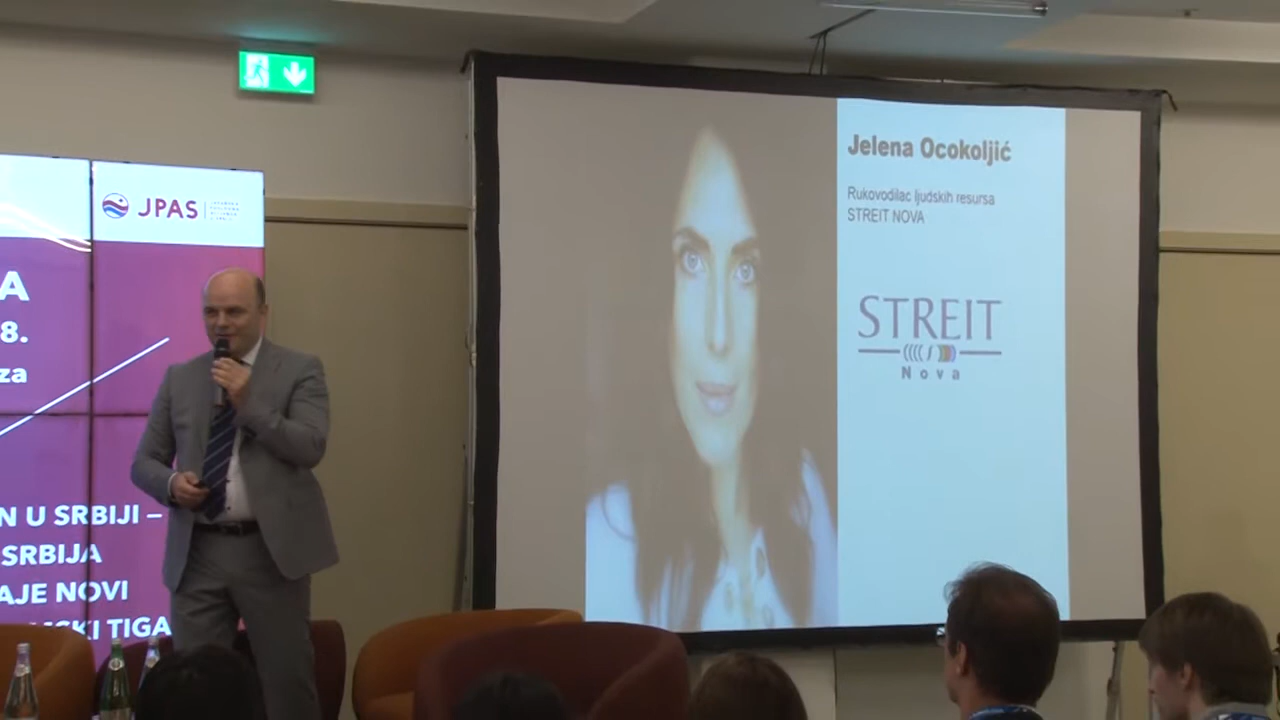 JPAS
A
8.
za
N U SRBIJI –
SRBIJA
AJE NOVI
SKI TIGA
Jelena Ocokoljić
Rukovodilac ljudskih resursa
STREIT NOVA
STREIT
Nova